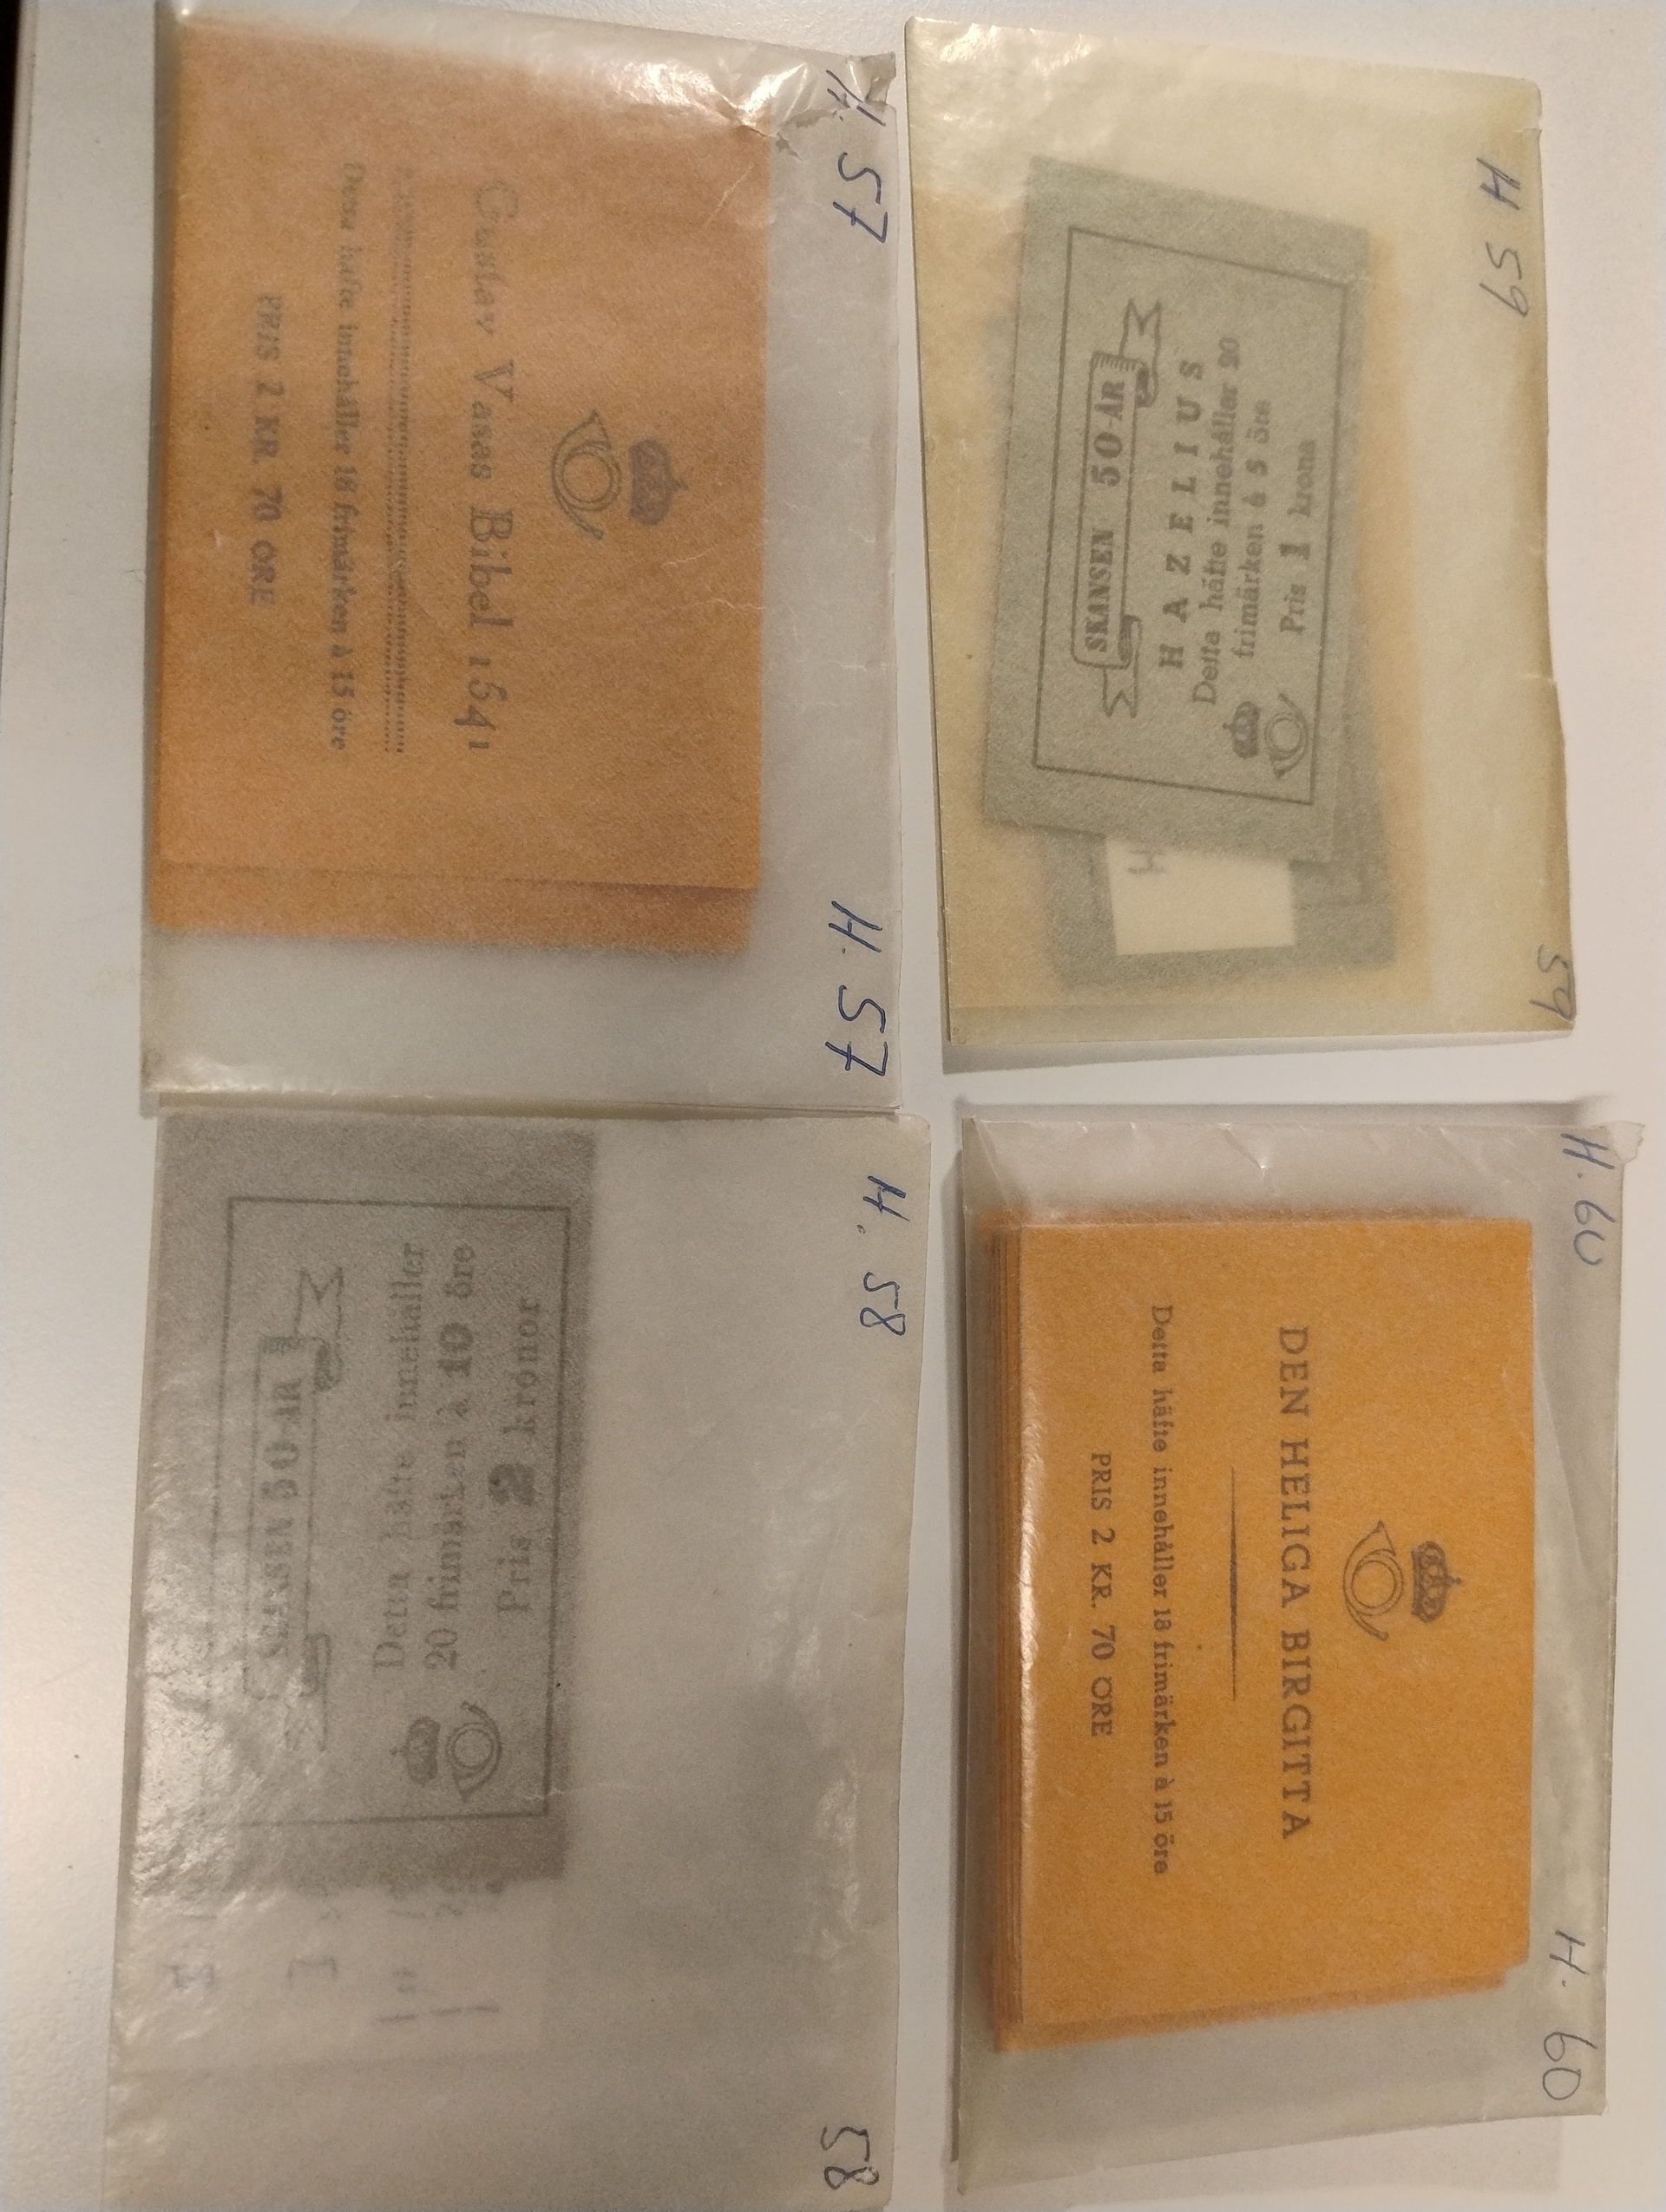 H. 57
H. 57
Gustav Vasas Bibel 1541
Detta häfte innehåller 18 frimärken à 15 öre
PRIS 2 KR. 70 ÖRE
H 59
59
SKANSEN 50 ÅR
HAZELIUS
Detta häfte innehåller 20
frimärken à 5 öre
Pris 1 krona
H
H. 58
58
SKANSEN 50 ÅR
Detta häfte innehåller
20 frimärken à 10 öre
Pris 2 kronor
H. 60
H. 60
DEN HELIGA BIRGITTA
Detta häfte innehåller 18 frimärken à 15 öre
PRIS 2 KR. 70 ÖRE